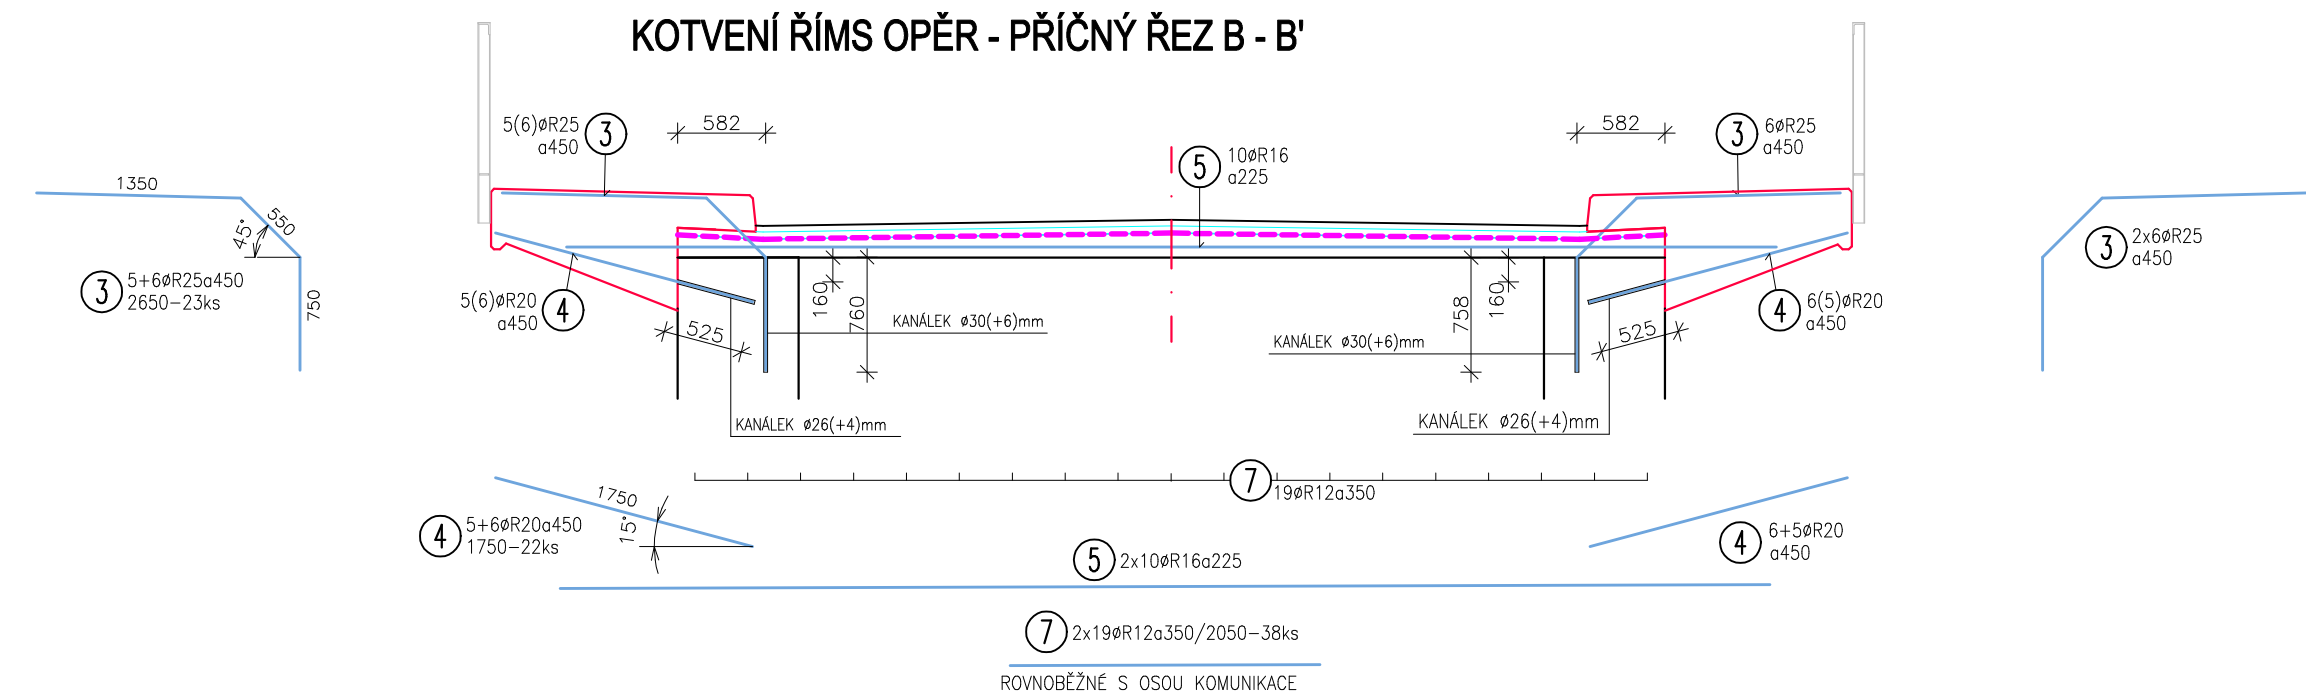 KOTVENÍ ŘÍMS OPĚR - PŘÍČNÝ ŘEZ B - B'
5(6)øR25
a450
3
582
5
10øR16
a225
582
3
6øR25
a450
1350
550
45°
750
3
5+6øR25a450
2650-23ks
5(6)øR20
a450
4
525
160
760
KANÁLEK ø30(+6)mm
KANÁLEK ø26(+4)mm
758
160
KANÁLEK ø30(+6)mm
525
KANÁLEK ø26(+4)mm
4
6(5)øR20
a450
3
2x6øR25
a450
7
19øR12a350
1750
15°
4
5+6øR20a450
1750-22ks
5
2x10øR16a225
4
6+5øR20
a450
7
2x19øR12a350/2050-38ks
ROVNOBĚŽNÉ S OSOU KOMUNIKACE